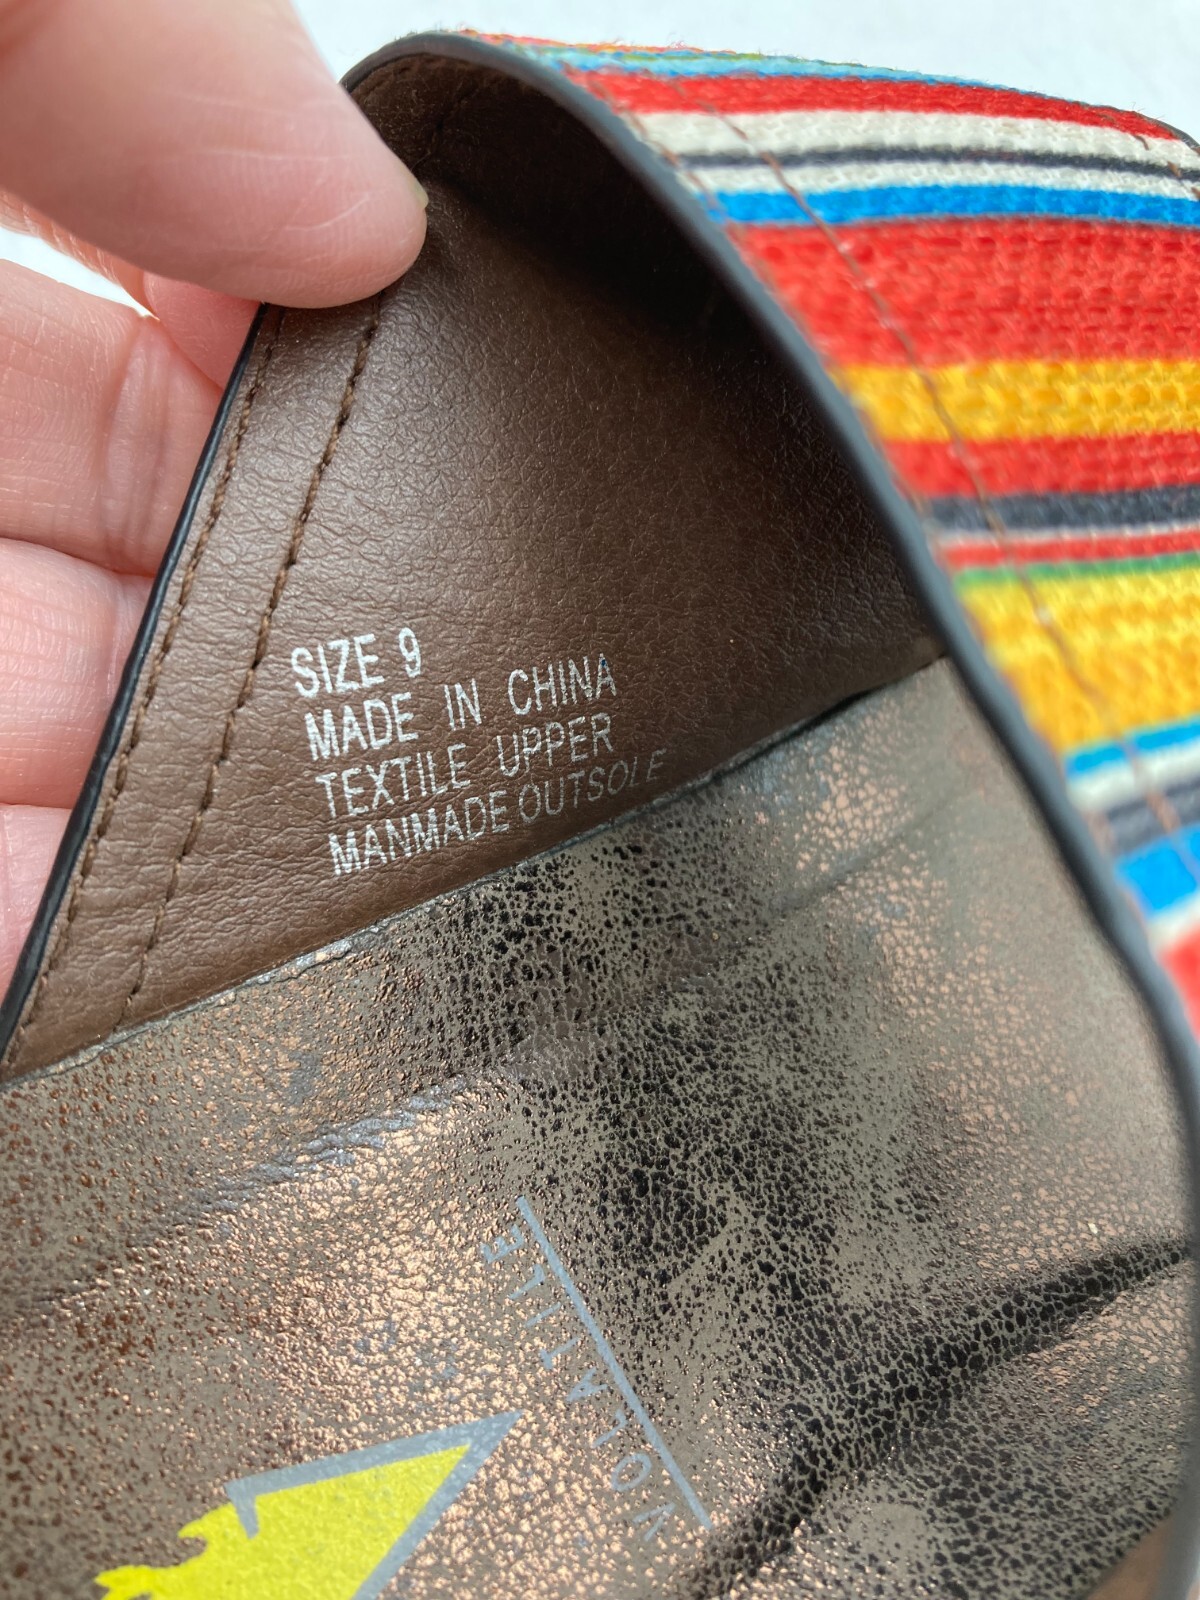 SIZE 9
MADE IN CHINA
TEXTILE UPPER
MANMADE OUTSOLE
VOLATILE